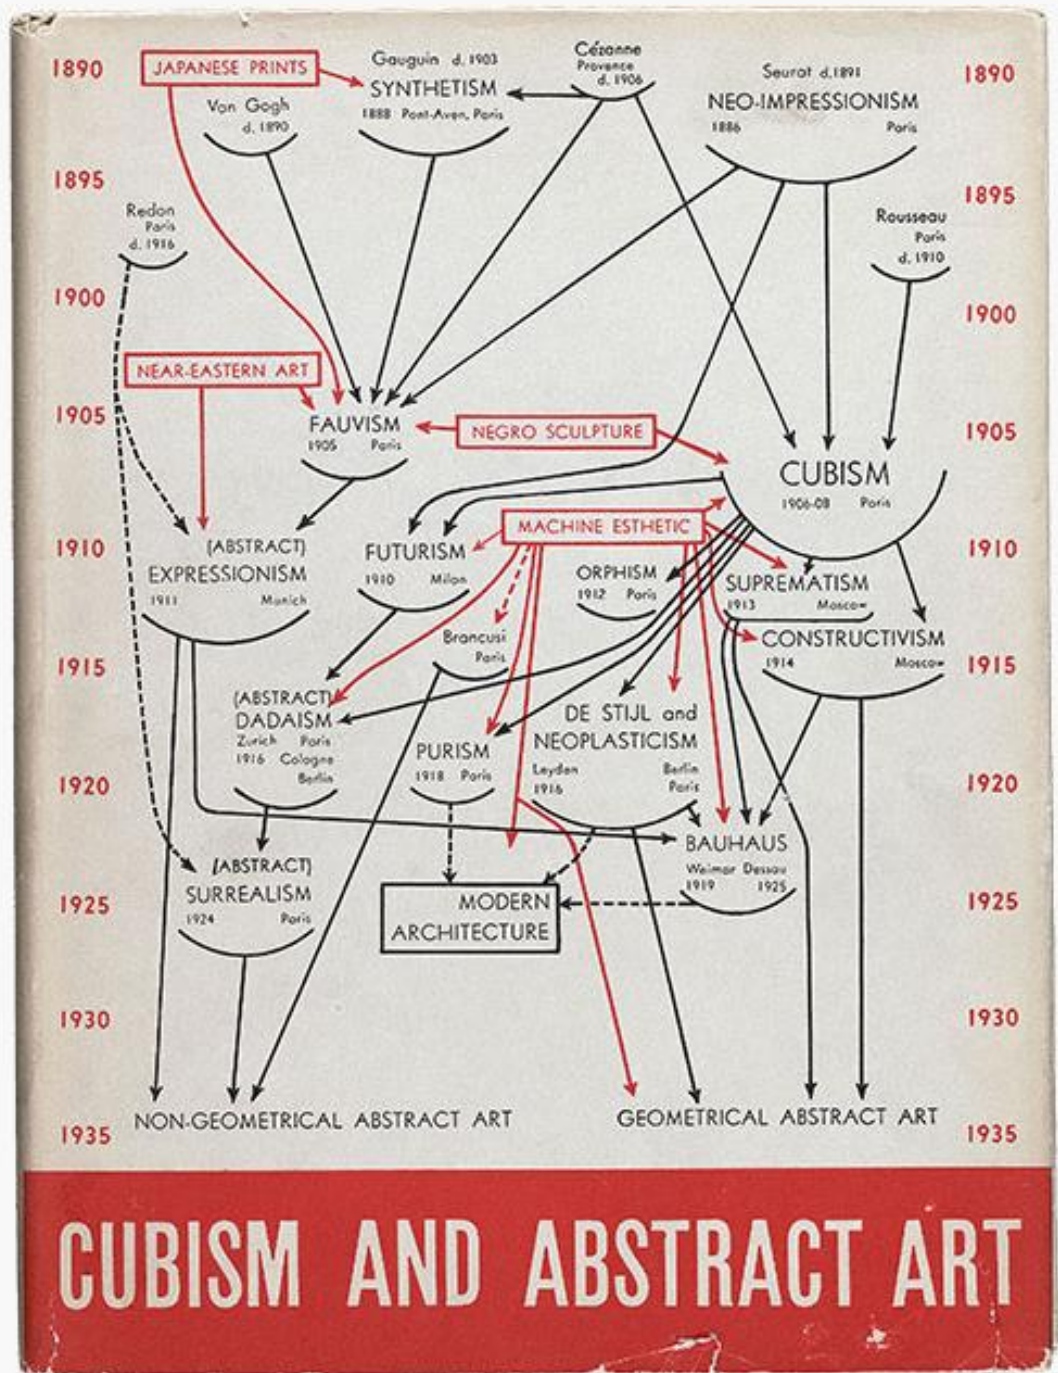 1890
JAPANESE PRINTS
Gauguin d. 1903
SYNTHETISM
1888 Pont-Aven, Paris
Cézanne
Provence
d. 1906
Seurat d.1891
NEO-IMPRESSIONISM
1886 Paris
1890
Van Gogh
d. 1890
1895
1895
Redon
Paris
d. 1916
Rousseau
Paris
d. 1910
1900
1900
NEAR-EASTERN ART
1905
FAUVISM
1905 Paris
NEGRO SCULPTURE
1905
CUBISM
1906-08 Paris
MACHINE ESTHETIC
1910
(ABSTRACT)
EXPRESSIONISM
1911 Munich
FUTURISM
1910 Milan
ORPHISM
1912 Paris
SUPREMATISM
1913 Moscow
1910
Brancusi
Paris
CONSTRUCTIVISM
1914 Moscow
1915
1915
(ABSTRACT)
DADAISM
Zurich Paris
1916 Cologne
Berlin
PURISM
1918 Paris
DE STIJL and
NEOPLASTICISM
Leyden Berlin
1916 Paris
1920
1920
BAUHAUS
Weimar Dessau
1919 1925
(ABSTRACT)
SURREALISM
1924 Paris
MODERN
ARCHITECTURE
1925
1925
1930
1930
NON-GEOMETRICAL ABSTRACT ART
GEOMETRICAL ABSTRACT ART
1935
1935
CUBISM AND ABSTRACT ART